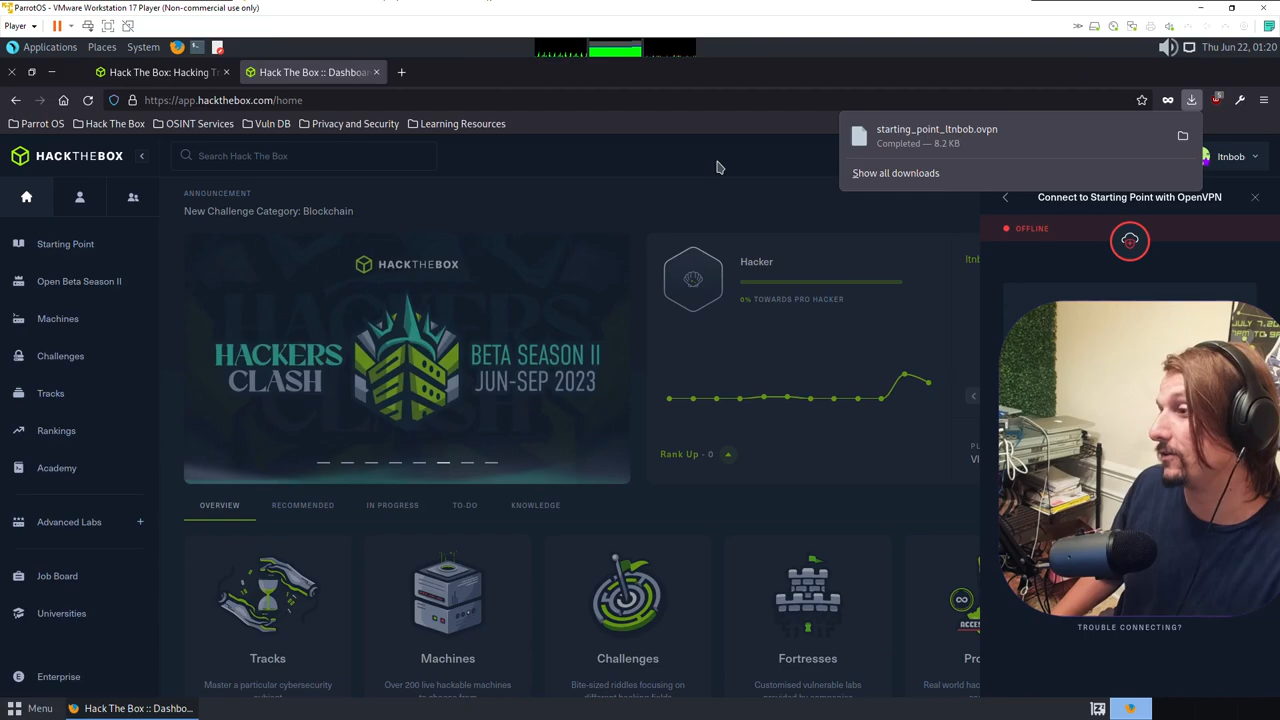 ParrotOS - VMware Workstation 17 Player (Non-commercial use only)
Player
Applications Places System Thu Jun 22, 01:20
Hack The Box: Hacking Tr
Hack The Box :: Dashboar
https://app.hackthebox.com/home
5
Parrot OS Hack The Box OSINT Services Vuln DB Privacy and Security Learning Resources
starting_point_ltnbob.ovpn
Completed — 8.2 KB
Show all downloads
HACKTHEBOX
Search Hack The Box
ltnbob
Starting Point
Open Beta Season II
Machines
Challenges
Tracks
Rankings
Academy
Advanced Labs
Job Board
Universities
Enterprise
ANNOUNCEMENT
New Challenge Category: Blockchain
HACKTHEBOX
HACKERS CLASH
BETA SEASON II
JUN-SEP 2023
Hacker
0% TOWARDS PRO HACKER
Rank Up - 0
ltnb
Connect to Starting Point with OpenVPN
OFFLINE
JULY 7, 20
TROUBLE CONNECTING?
OVERVIEW RECOMMENDED IN PROGRESS TO-DO KNOWLEDGE
Tracks
Master a particular cybersecurity
Machines
Over 200 live hackable machines
Challenges
Bite-sized riddles focusing on
Fortresses
Customised vulnerable labs
Pro
Real world hac
Menu
Hack The Box :: Dashbo...